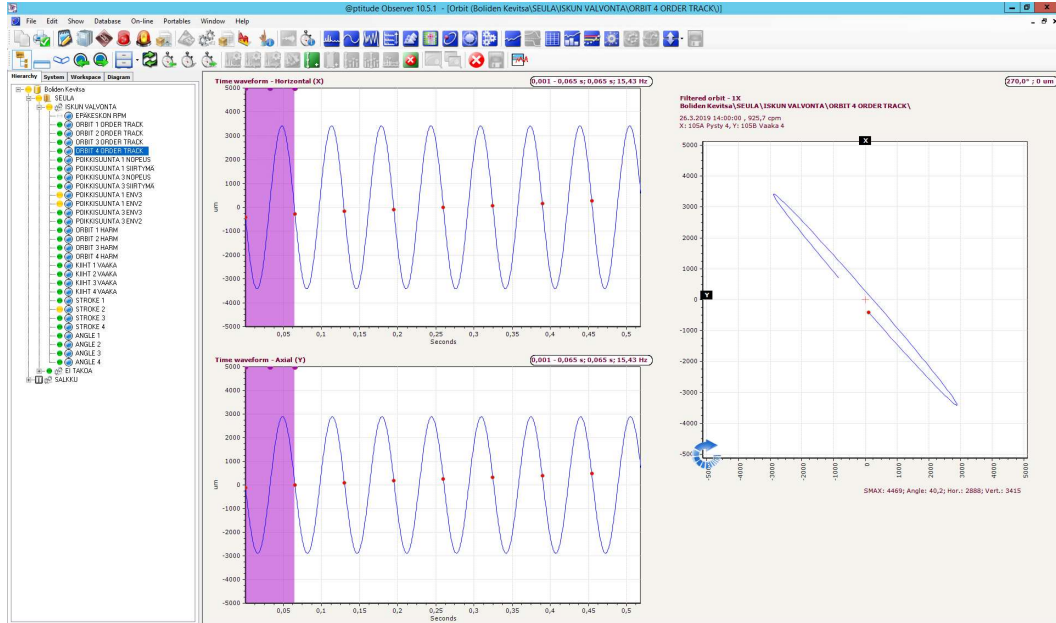 @ptitude Observer 10.5.1 - [Orbit (Boliden Kevitsa\SEULA\ISKUN VALVONTA\ORBIT 4 ORDER TRACK\)]
File Edit Show Database On-line Portables Window Help
Hierarchy System Workspace Diagram
Boliden Kevitsa
SEULA
ISKUN VALVONTA
EPÄKESKON RPM
ORBIT 1 ORDER TRACK
ORBIT 2 ORDER TRACK
ORBIT 3 ORDER TRACK
ORBIT 4 ORDER TRACK
POIKKISUUNTA 1 NOPEUS
POIKKISUUNTA 1 SIIRTYMÄ
POIKKISUUNTA 3 NOPEUS
POIKKISUUNTA 3 SIIRTYMÄ
POIKKISUUNTA 1 ENV3
POIKKISUUNTA 1 ENV2
POIKKISUUNTA 3 ENV3
POIKKISUUNTA 3 ENV2
ORBIT 1 HARM
ORBIT 2 HARM
ORBIT 3 HARM
ORBIT 4 HARM
KIIHT 1 VAAKA
KIIHT 2 VAAKA
KIIHT 3 VAAKA
KIIHT 4 VAAKA
STROKE 1
STROKE 2
STROKE 3
STROKE 4
ANGLE 1
ANGLE 2
ANGLE 3
ANGLE 4
EI TAKOA
SALKKU
Time waveform - Horizontal (X)
0,001 - 0,065 s; 0,065 s; 15,43 Hz
5000
4000
3000
2000
1000
0
-1000
-2000
-3000
-4000
-5000
um
0,05 0,1 0,15 0,2 0,25 0,3 0,35 0,4 0,45 0,5
Seconds
Time waveform - Axial (Y)
0,001 - 0,065 s; 0,065 s; 15,43 Hz
5000
4000
3000
2000
1000
0
-1000
-2000
-3000
-4000
-5000
um
0,05 0,1 0,15 0,2 0,25 0,3 0,35 0,4 0,45 0,5
Seconds
270,0° ; 0 um
Filtered orbit - 1X
Boliden Kevitsa\SEULA\ISKUN VALVONTA\ORBIT 4 ORDER TRACK\
26.3.2019 14:00:00 , 925,7 cpm
X: 105A Pysty 4, Y: 105B Vaaka 4
X
5000
4000
3000
2000
1000
Y
0
-1000
-2000
-3000
-4000
-5000
-4000 -3000 -2000 -1000 0 1000 2000 3000 4000 5000
SMAX: 4469; Angle: 40,2; Hor.: 2888; Vert.: 3415